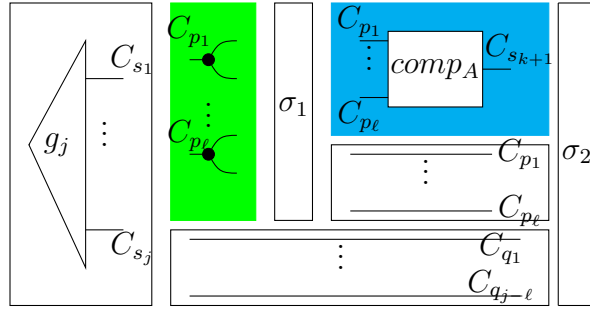 C_{s_1}
⋮
g_j
C_{s_j}
C_{p_1}
⋮
C_{p_ℓ}
σ_1
C_{p_1}
⋮
C_{p_ℓ}
comp_A
C_{s_{k+1}}
C_{p_1}
⋮
C_{p_ℓ}
σ_2
C_{q_1}
⋮
C_{q_{j-ℓ}}